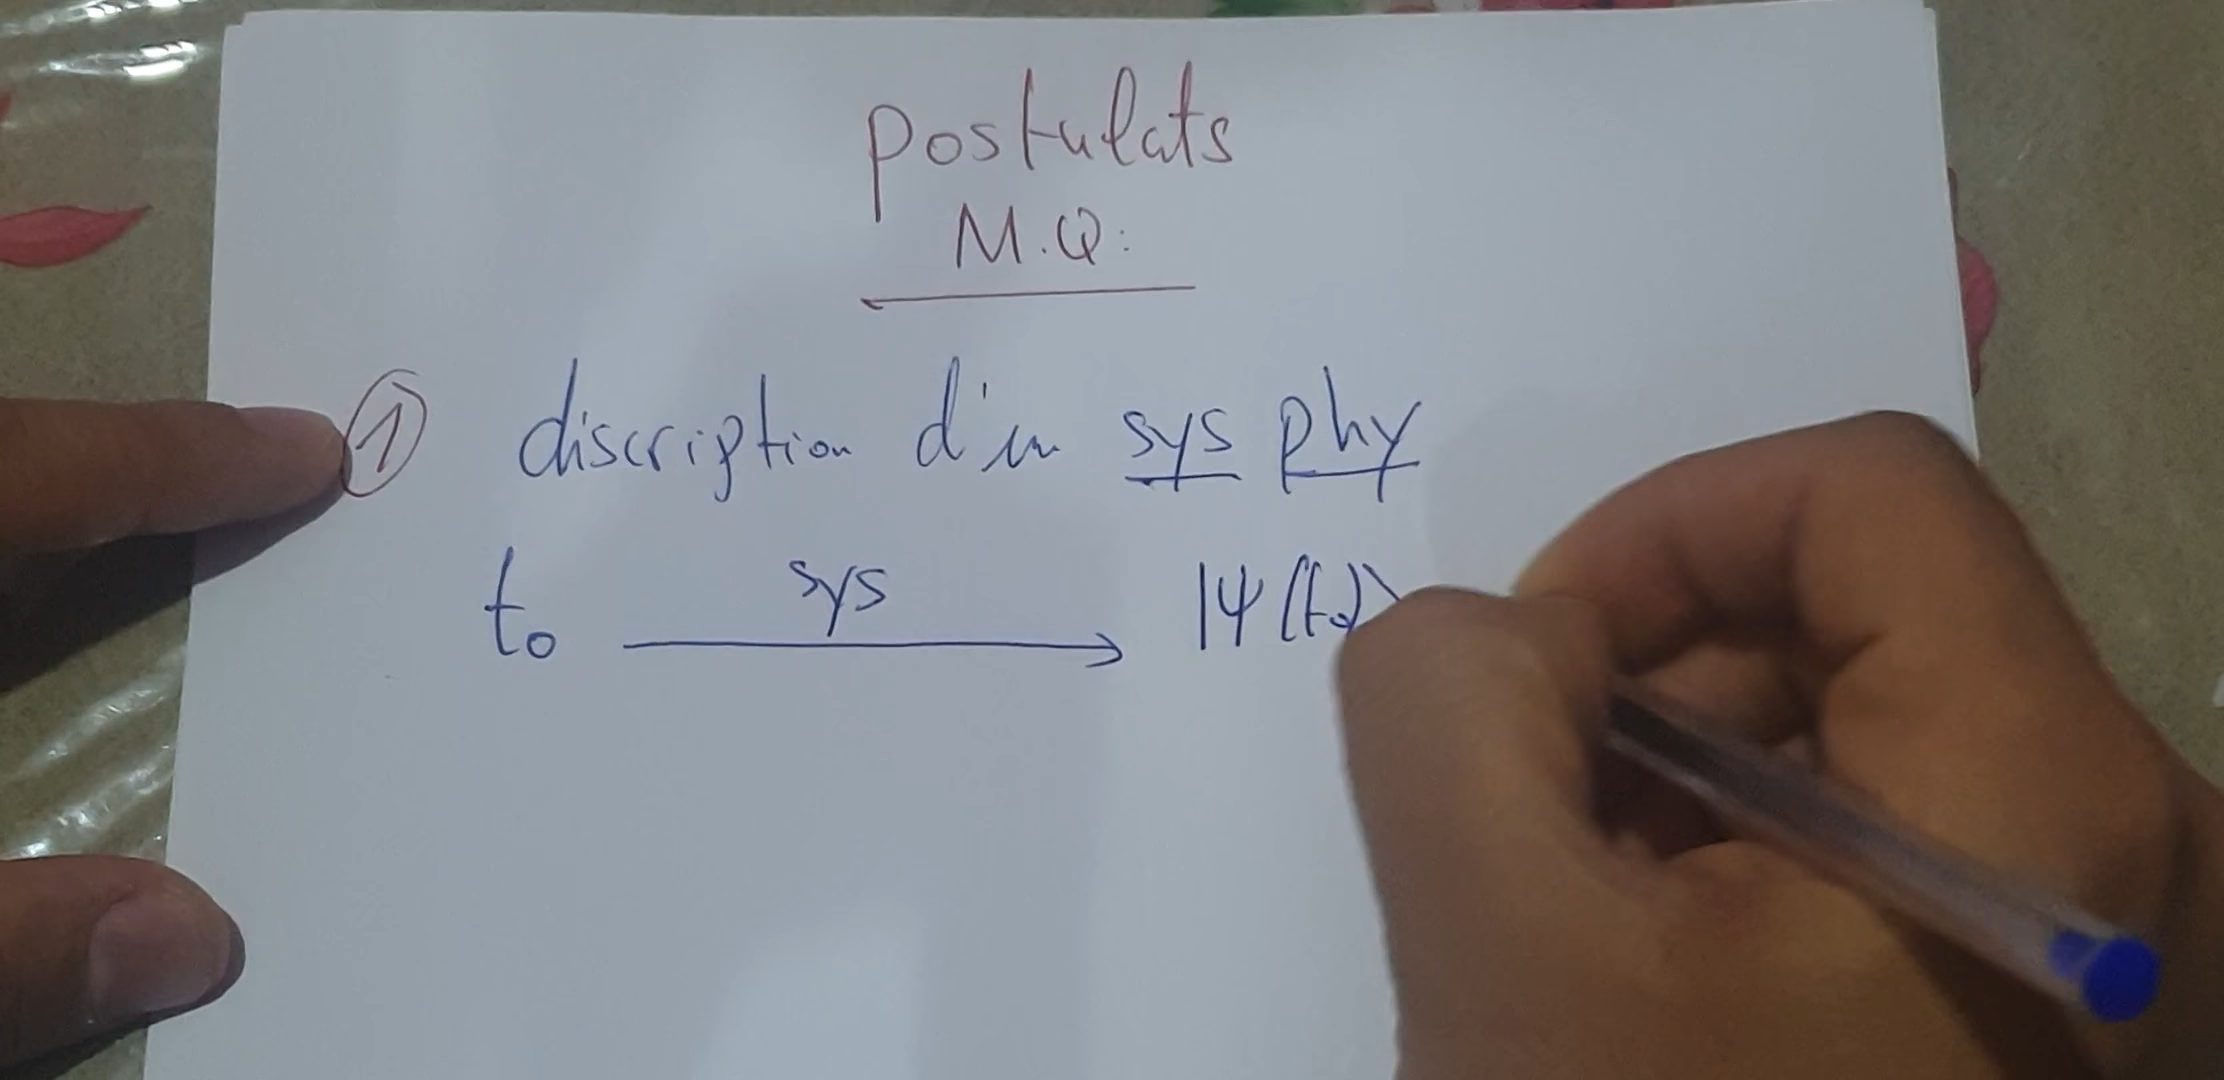 postulats
M.Q:
① discription d'un sys phy
t₀ sys → |ψ(t₀)⟩